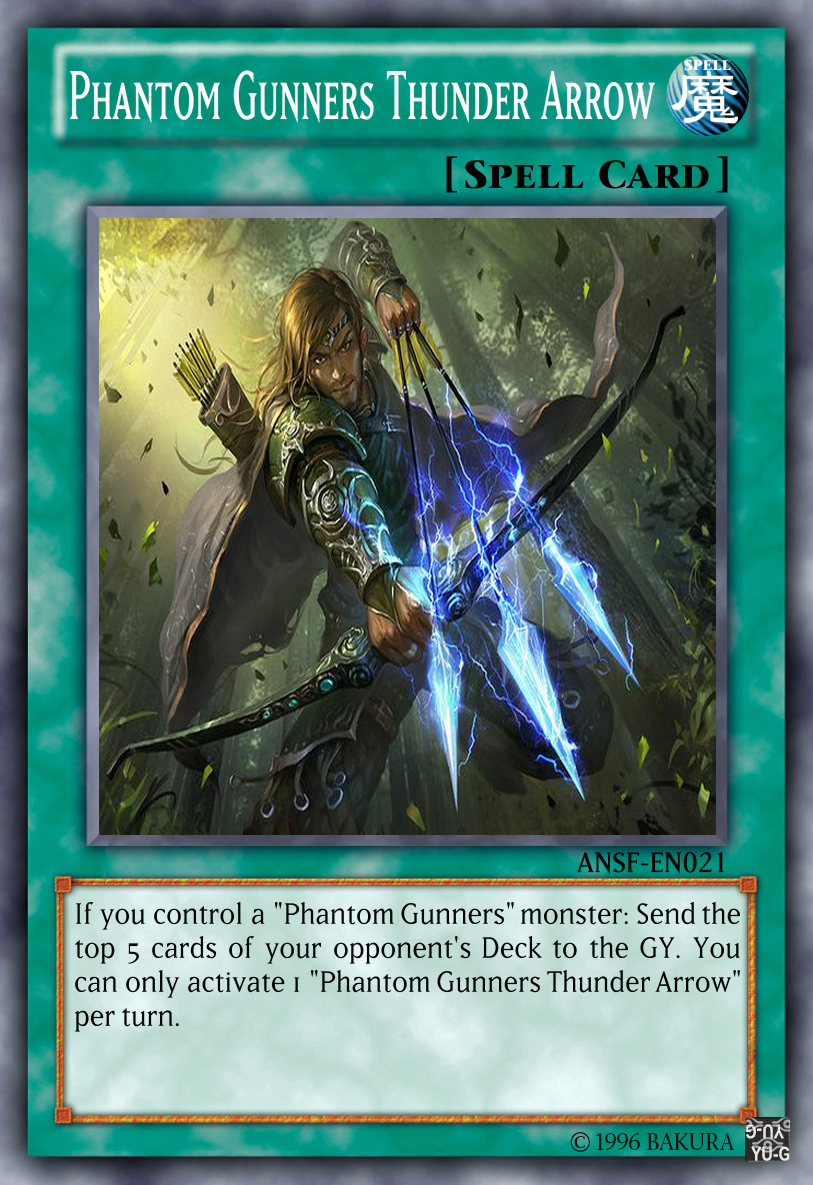 Phantom Gunners Thunder Arrow
SPELL
魔
[Spell Card]
ANSF-EN021
If you control a "Phantom Gunners" monster: Send the
top 5 cards of your opponent's Deck to the GY. You
can only activate 1 "Phantom Gunners Thunder Arrow"
per turn.
© 1996 BAKURA
YU-G
YU-G